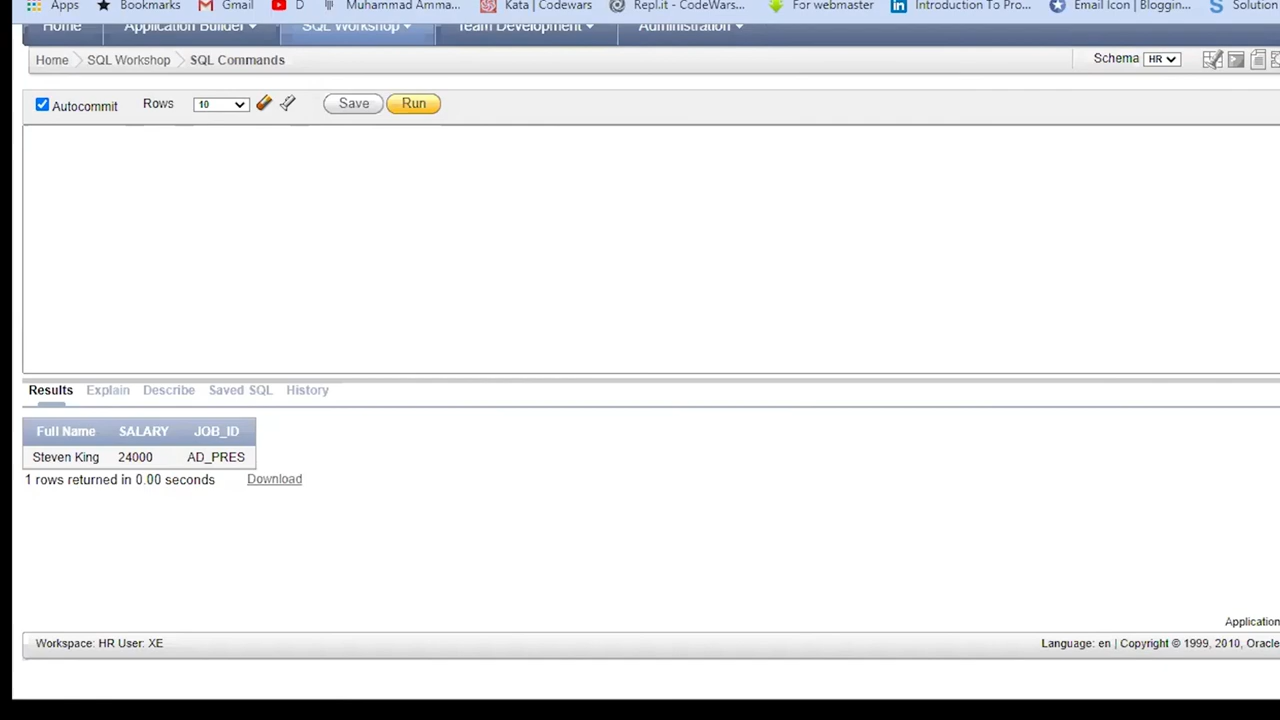 Apps Bookmarks Gmail D Muhammad Amma... Kata | Codewars Repl.it - CodeWars... For webmaster Introduction To Pro... Email Icon | Bloggin... Solution
Home Application Builder SQL Workshop Team Development Administration
Home SQL Workshop SQL Commands Schema HR
Autocommit Rows 10 Save Run
Results Explain Describe Saved SQL History
Full Name SALARY JOB_ID
Steven King 24000 AD_PRES
1 rows returned in 0.00 seconds Download
Application
Workspace: HR User: XE Language: en | Copyright © 1999, 2010, Oracle